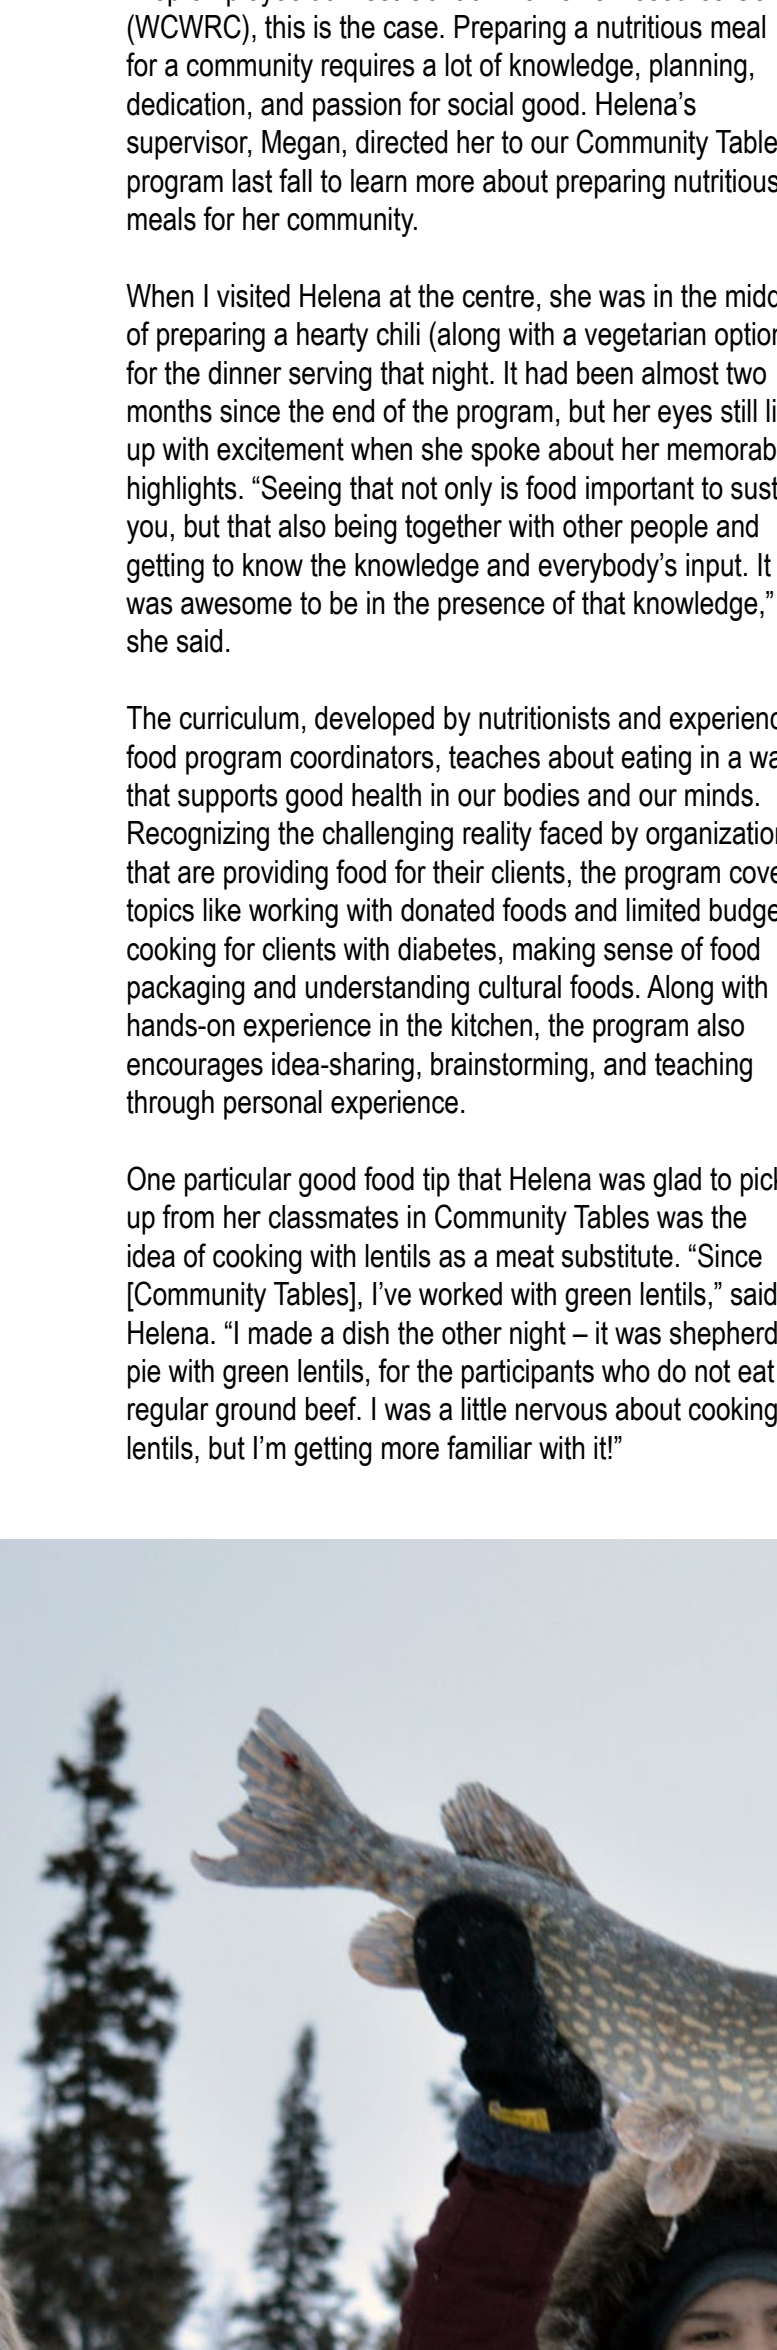 (WCWRC), this is the case. Preparing a nutritious meal
for a community requires a lot of knowledge, planning,
dedication, and passion for social good. Helena’s
supervisor, Megan, directed her to our Community Table
program last fall to learn more about preparing nutritious
meals for her community.
When I visited Helena at the centre, she was in the
of preparing a hearty chili (along with a vegetarian
for the dinner serving that night. It had been almost two
months since the end of the program, but her eyes still
up with excitement when she spoke about her
highlights. “Seeing that not only is food important to
you, but that also being together with other people and
getting to know the knowledge and everybody’s input. It
was awesome to be in the presence of that knowledge,”
she said.
The curriculum, developed by nutritionists and
food program coordinators, teaches about eating in a
that supports good health in our bodies and our minds.
Recognizing the challenging reality faced by
that are providing food for their clients, the program
topics like working with donated foods and limited
cooking for clients with diabetes, making sense of food
packaging and understanding cultural foods. Along with
hands-on experience in the kitchen, the program also
encourages idea-sharing, brainstorming, and teaching
through personal experience.
One particular good food tip that Helena was glad to pick
up from her classmates in Community Tables was the
idea of cooking with lentils as a meat substitute. “Since
[Community Tables], I’ve worked with green lentils,” said
Helena. “I made a dish the other night – it was shepherd
pie with green lentils, for the participants who do not eat
regular ground beef. I was a little nervous about cooking
lentils, but I’m getting more familiar with it!”